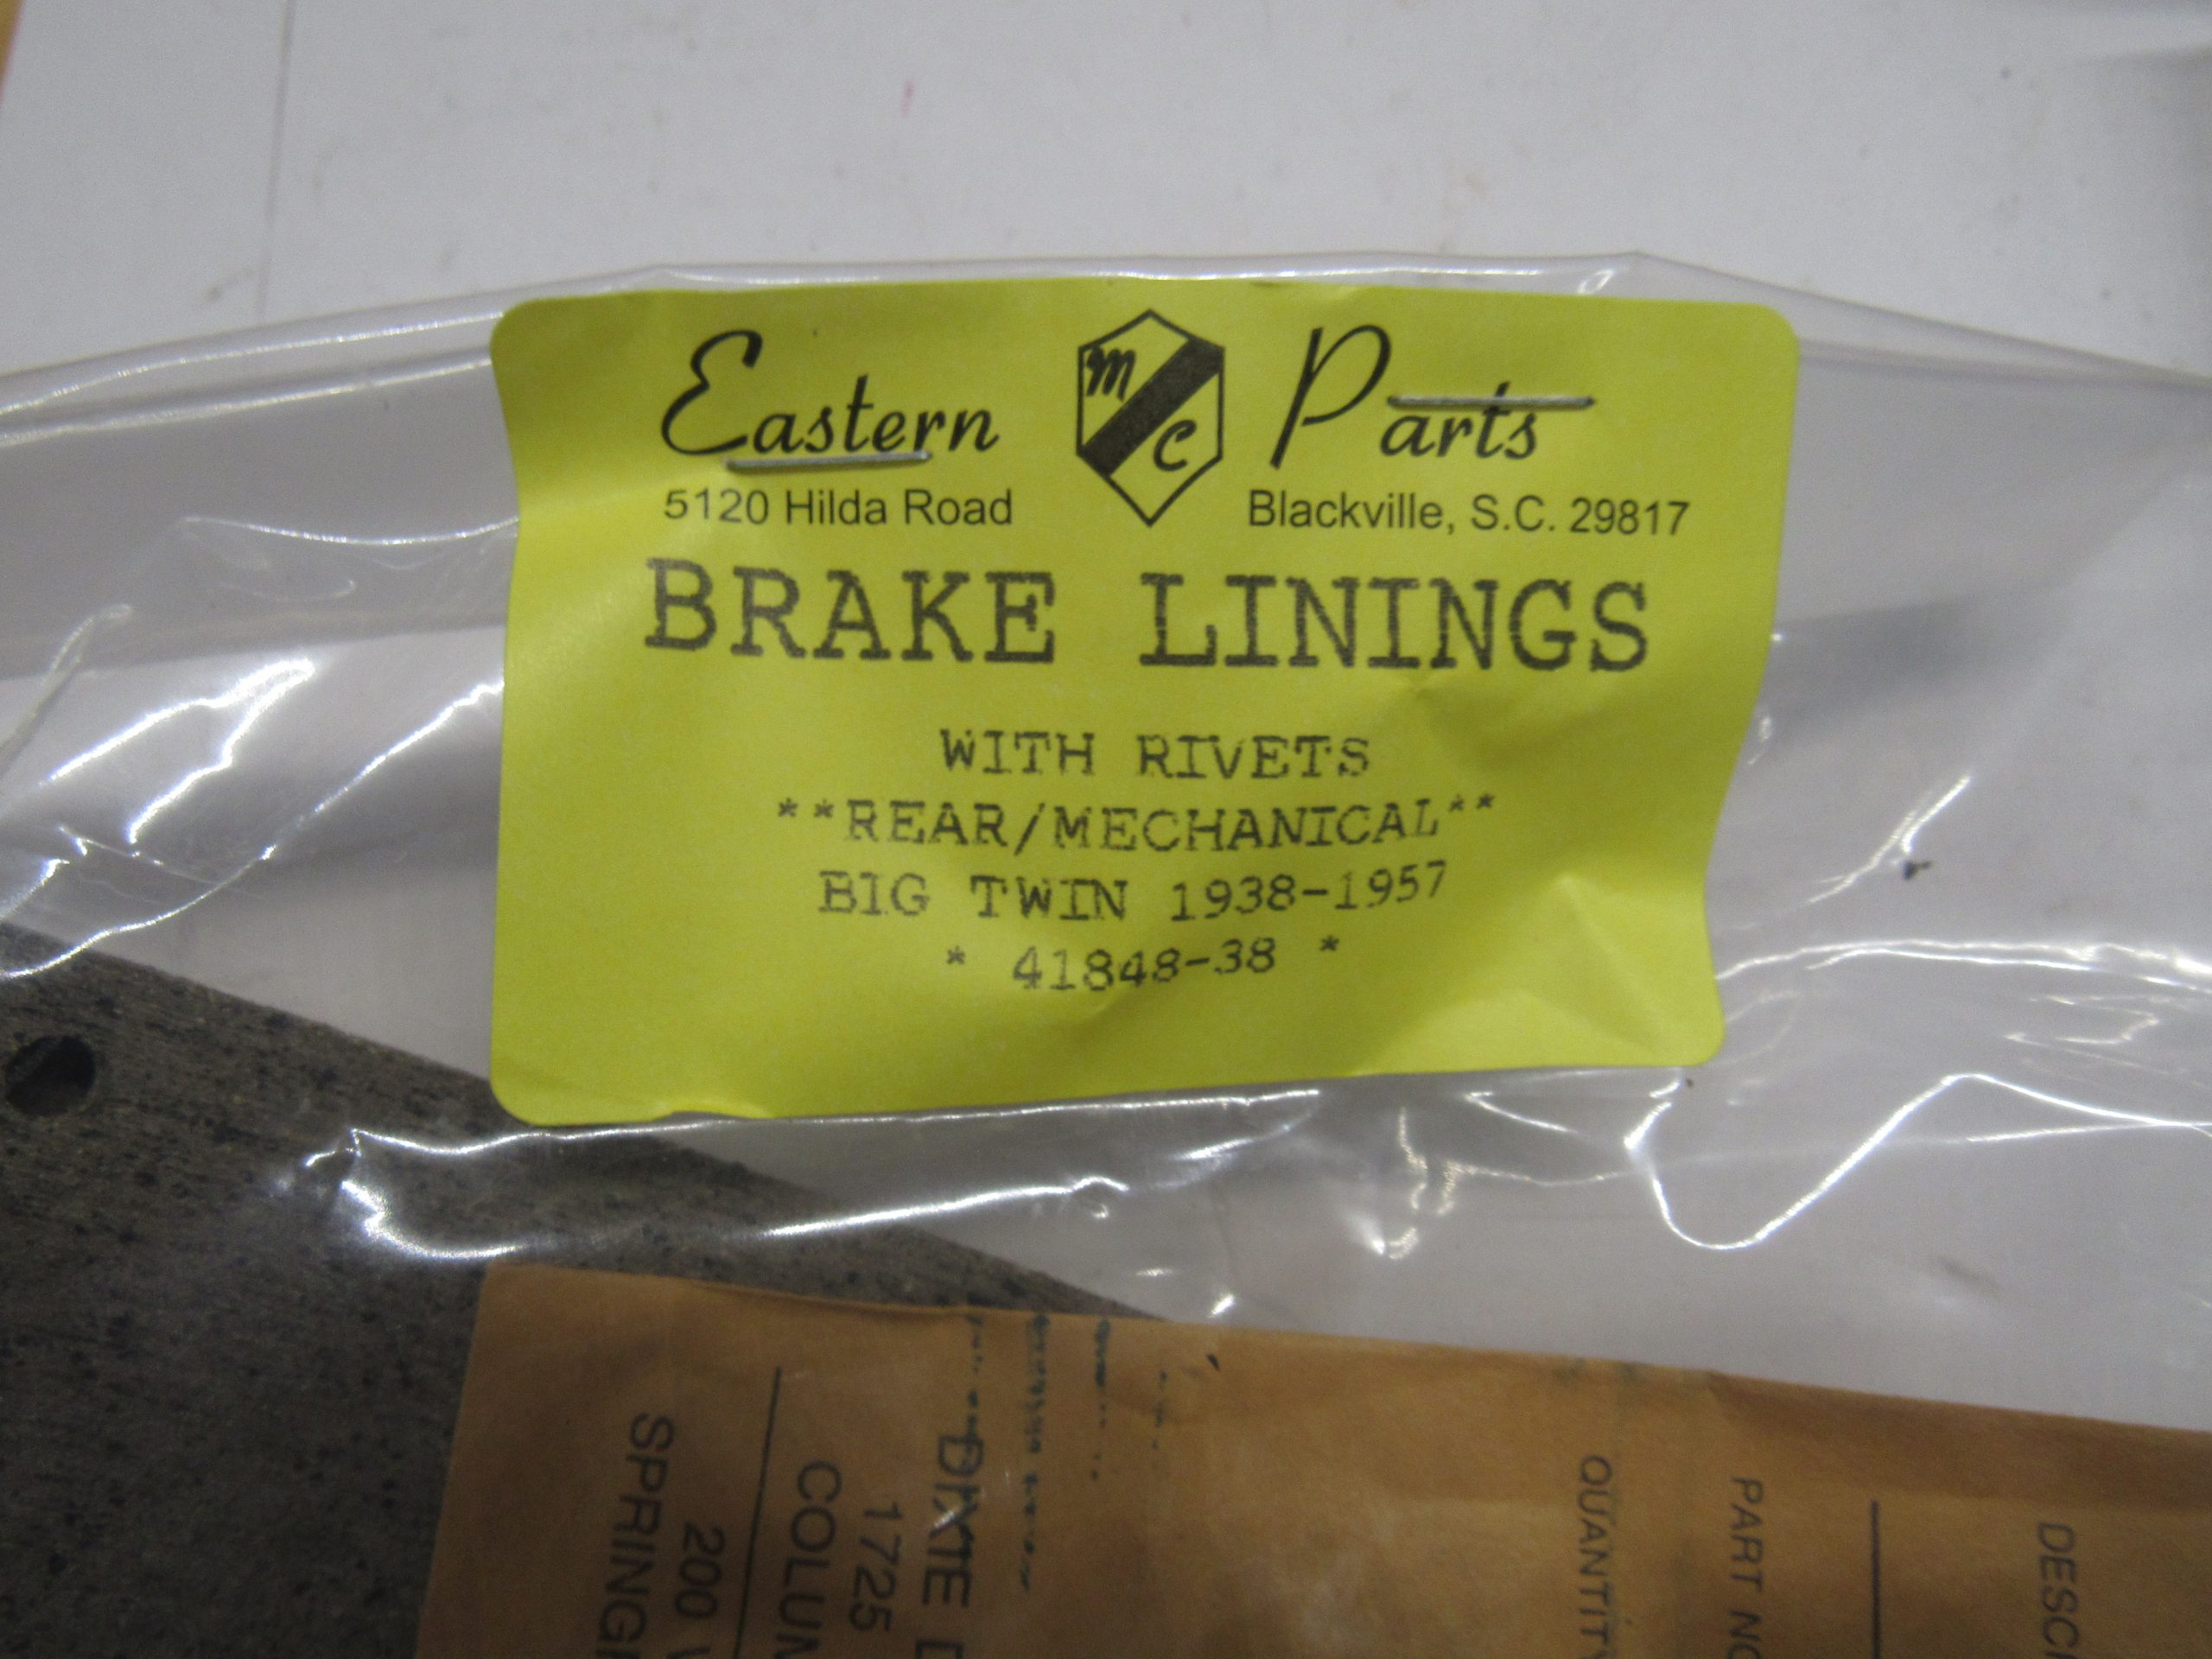 Eastern MC Parts
5120 Hilda Road Blackville, S.C. 29817
BRAKE LININGS
WITH RIVETS
**REAR/MECHANICAL**
BIG TWIN 1938-1957
* 41848-38 *
DESC
PART NO
QUANTITY
DIXIE
1725
COLUM
200
SPRING